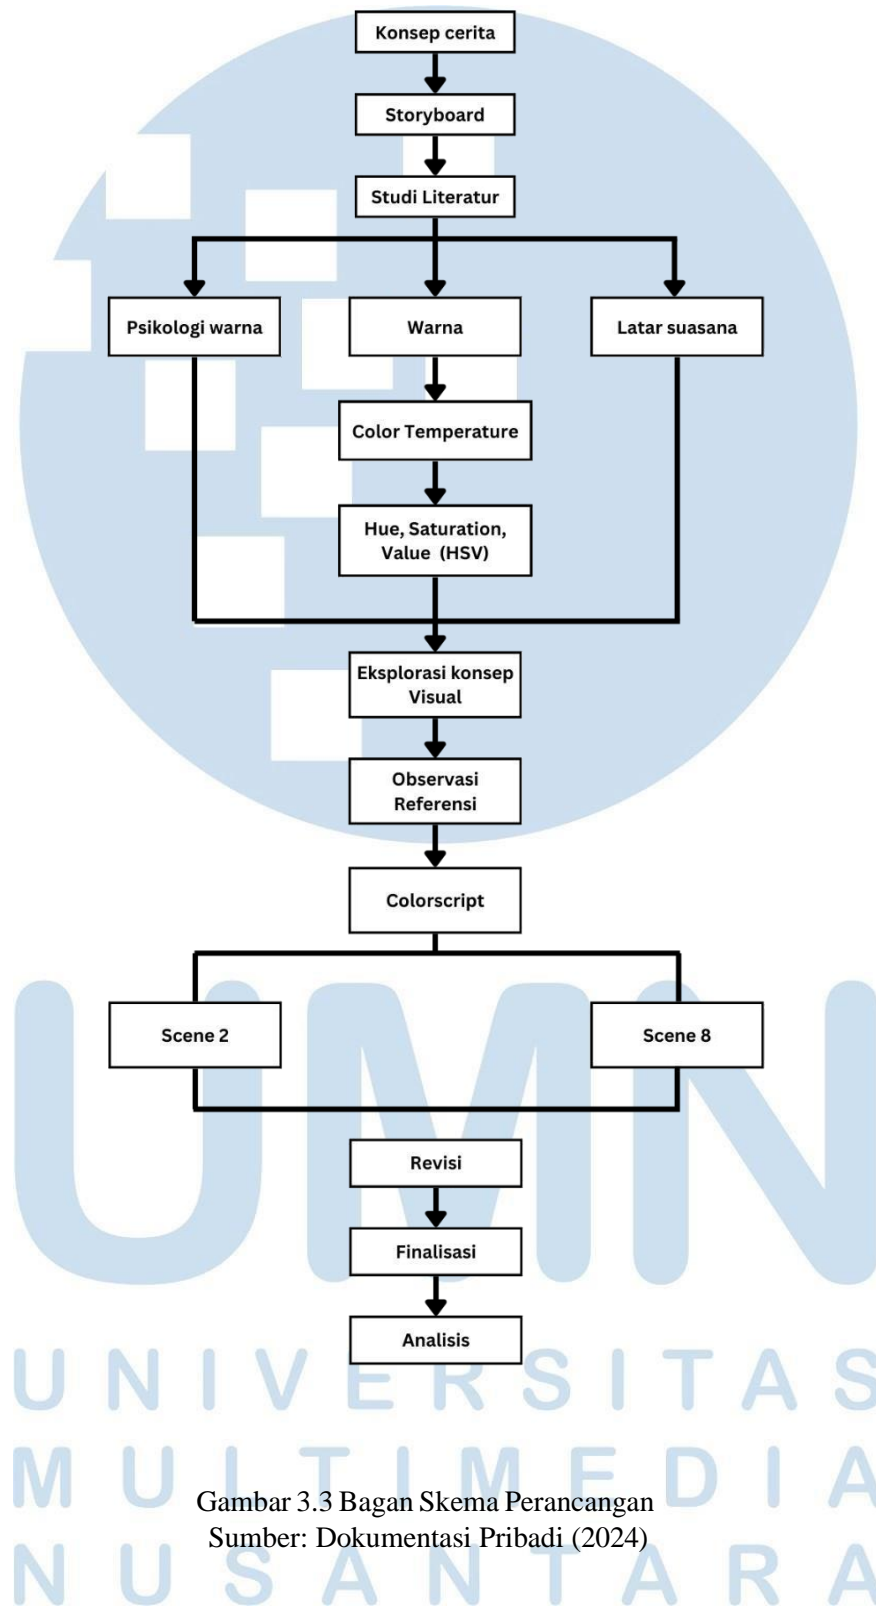 Konsep cerita
Storyboard
Studi Literatur
Psikologi warna
Warna
Latar suasana
Color Temperature
Hue, Saturation,
Value (HSV)
Eksplorasi konsep
Visual
Observasi
Referensi
Colorscript
Scene 2
Scene 8
UMN
Revisi
Finalisasi
Analisis
UNIVERSITAS
MULTIMEDIA
Gambar 3.3 Bagan Skema Perancangan
Sumber: Dokumentasi Pribadi (2024)
NUSANTARA